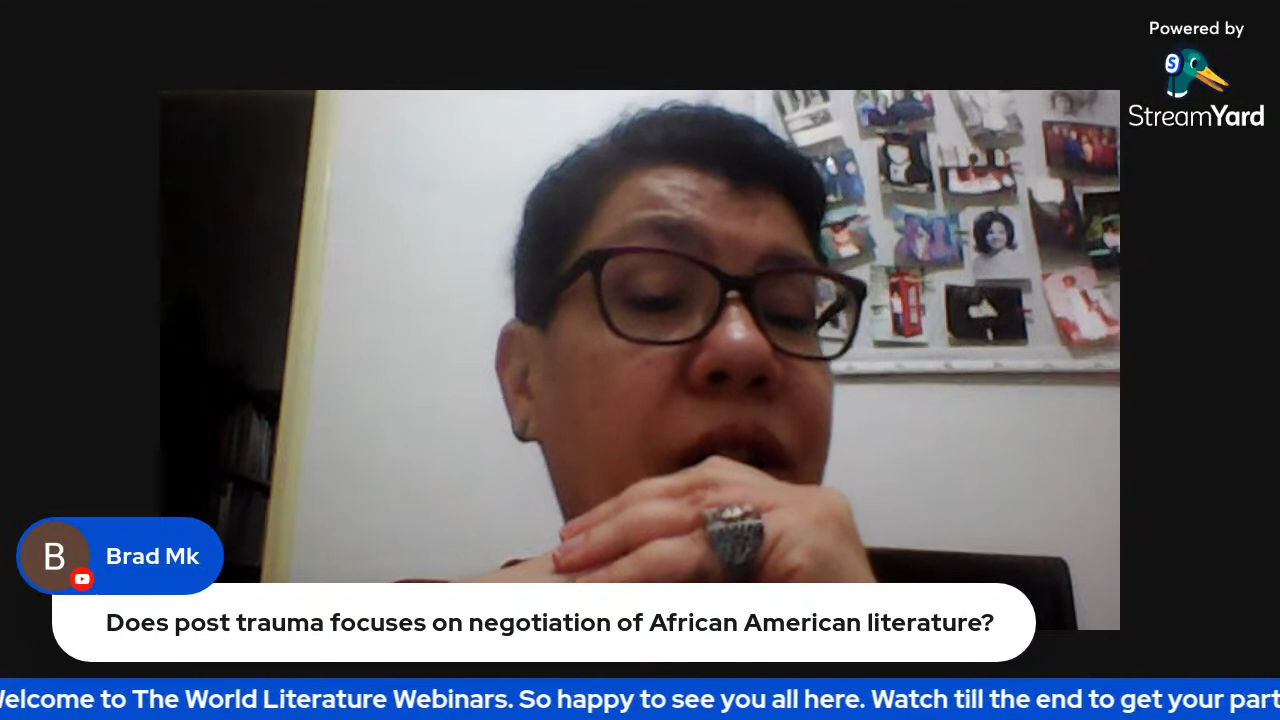 Powered by
S
StreamYard
B
Brad Mk
Does post trauma focuses on negotiation of African American literature?
Welcome to The World Literature Webinars. So happy to see you all here. Watch till the end to get your part